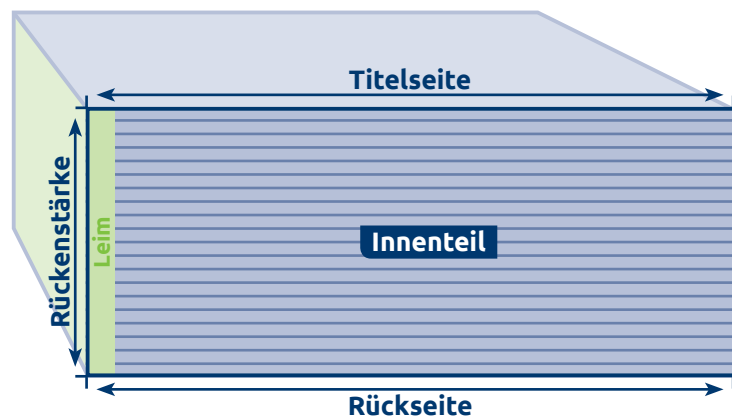 Titelseite
Rückenstärke
Leim
Innenteil
Rückseite